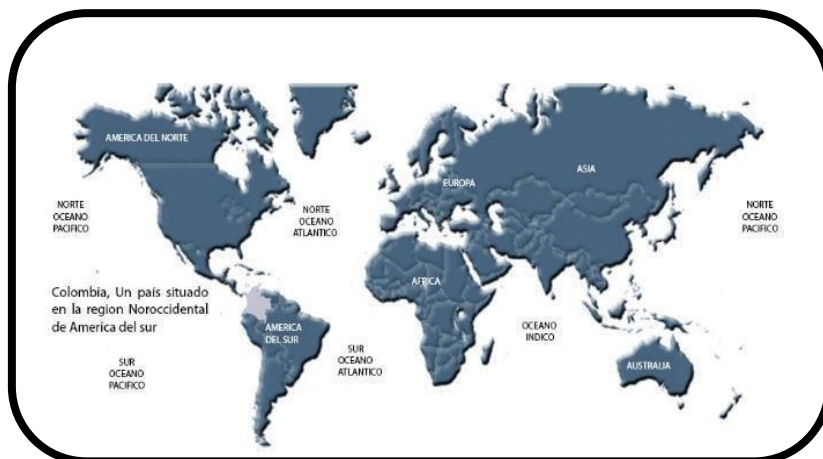 AMERICA DEL NORTE
EUROPA
ASIA
NORTE
OCEANO
PACIFICO
NORTE
OCEANO
ATLANTICO
NORTE
OCEANO
PACIFICO
Colombia, Un país situado
en la region Noroccidental
de America del sur
AFRICA
AMERICA
DEL SUR
OCEANO
INDICO
SUR
OCEANO
PACIFICO
SUR
OCEANO
ATLANTICO
AUSTRALIA